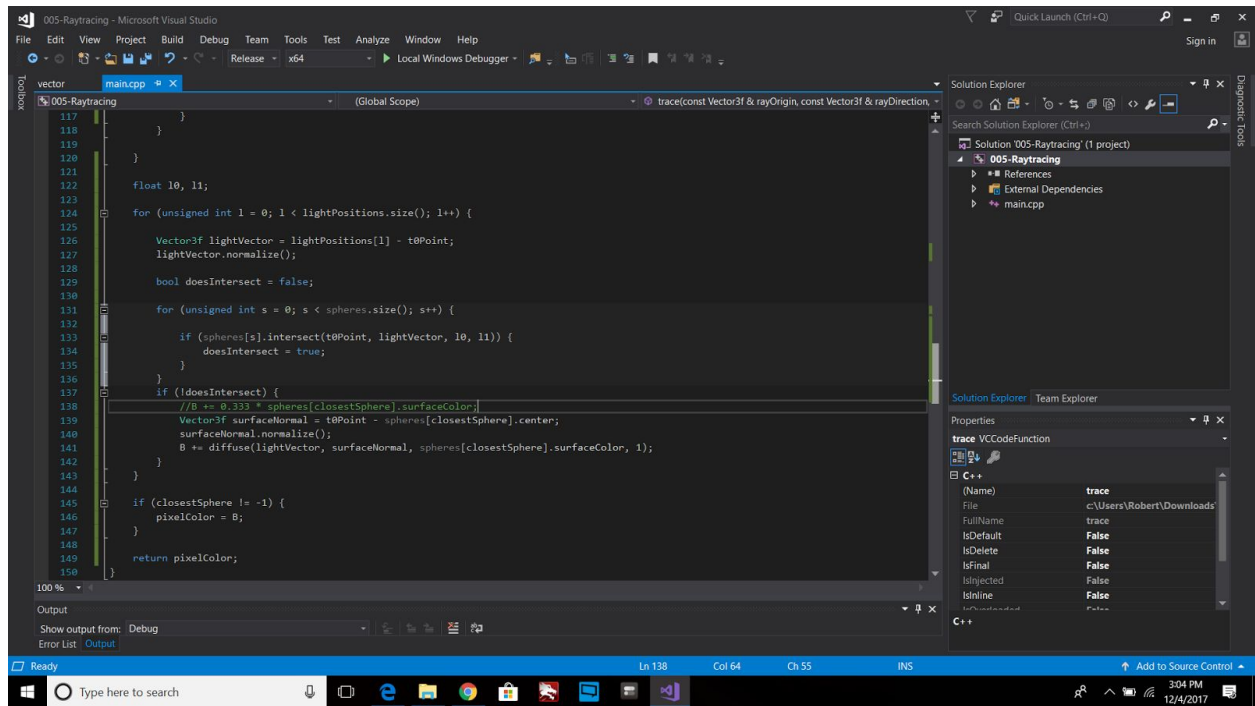 005-Raytracing - Microsoft Visual Studio
Quick Launch (Ctrl+Q)
File Edit View Project Build Debug Team Tools Test Analyze Window Help
Sign in
Release x64 Local Windows Debugger
Toolbox
vector main.cpp
005-Raytracing (Global Scope) trace(const Vector3f & rayOrigin, const Vector3f & rayDirection,
117 }
118 }
119
120 }
121
122 float l0, l1;
123
124 for (unsigned int l = 0; l < lightPositions.size(); l++) {
125
126 Vector3f lightVector = lightPositions[l] - t0Point;
127 lightVector.normalize();
128
129 bool doesIntersect = false;
130
131 for (unsigned int s = 0; s < spheres.size(); s++) {
132
133 if (spheres[s].intersect(t0Point, lightVector, l0, l1)) {
134 doesIntersect = true;
135 }
136 }
137 if (!doesIntersect) {
138 //B += 0.333 * spheres[closestSphere].surfaceColor;
139 Vector3f surfaceNormal = t0Point - spheres[closestSphere].center;
140 surfaceNormal.normalize();
141 B += diffuse(lightVector, surfaceNormal, spheres[closestSphere].surfaceColor, 1);
142 }
143 }
144
145 if (closestSphere != -1) {
146 pixelColor = B;
147 }
148
149 return pixelColor;
150 }
100 %
Output
Show output from: Debug
Error List Output
Solution Explorer
Search Solution Explorer (Ctrl+;)
Solution '005-Raytracing' (1 project)
005-Raytracing
References
External Dependencies
main.cpp
Solution Explorer Team Explorer
Properties
trace VCCodeFunction
C++
(Name) trace
File c:\Users\Robert\Downloads\
FullName trace
IsDefault False
IsDelete False
IsFinal False
IsInjected False
IsInline False
IsOverloaded False
C++
Diagnostic Tools
Ready Ln 138 Col 64 Ch 55 INS Add to Source Control
Type here to search
3:04 PM
12/4/2017